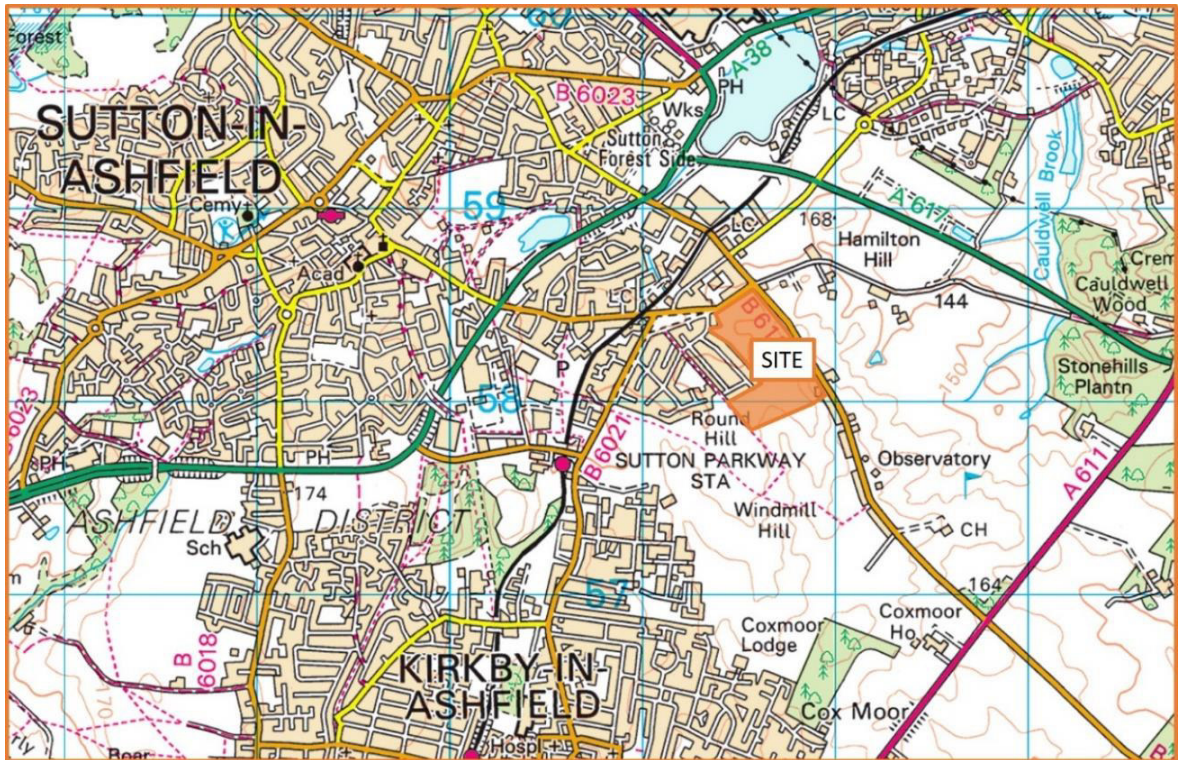 Forest
SUTTON-IN-
ASHFIELD
Cemy
Acad
B 6023
A-38
PH
Wks
Sutton
Forest Side
LC
59
LC
168
Hamilton
Hill
A 617
144
Cauldwell Brook
Crem
Cauldwell
Wood
Stonehills
Plantn
150
LC
B 61
SITE
P
58
Round
Hill
SUTTON PARKWAY
STA
B 6021
Observatory
Windmill
Hill
CH
A 611
164
B 6023
PH
PH
174
ASHFIELD DISTRICT
Sch
57
B
6018
170
KIRKBY-IN-
ASHFIELD
Hospl
Coxmoor
Lodge
Coxmoor
Ho
Cox Moor
B